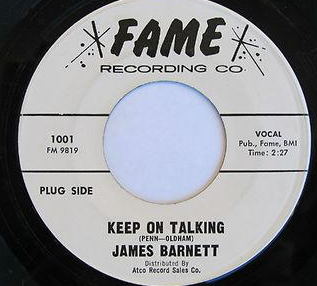 FAME
RECORDING CO.
1001
FM 9819
VOCAL
Pub., Fame, BMI
Time: 2:27
PLUG SIDE
KEEP ON TALKING
(PENN—OLDHAM)
JAMES BARNETT
Distributed By
Atco Record Sales Co.